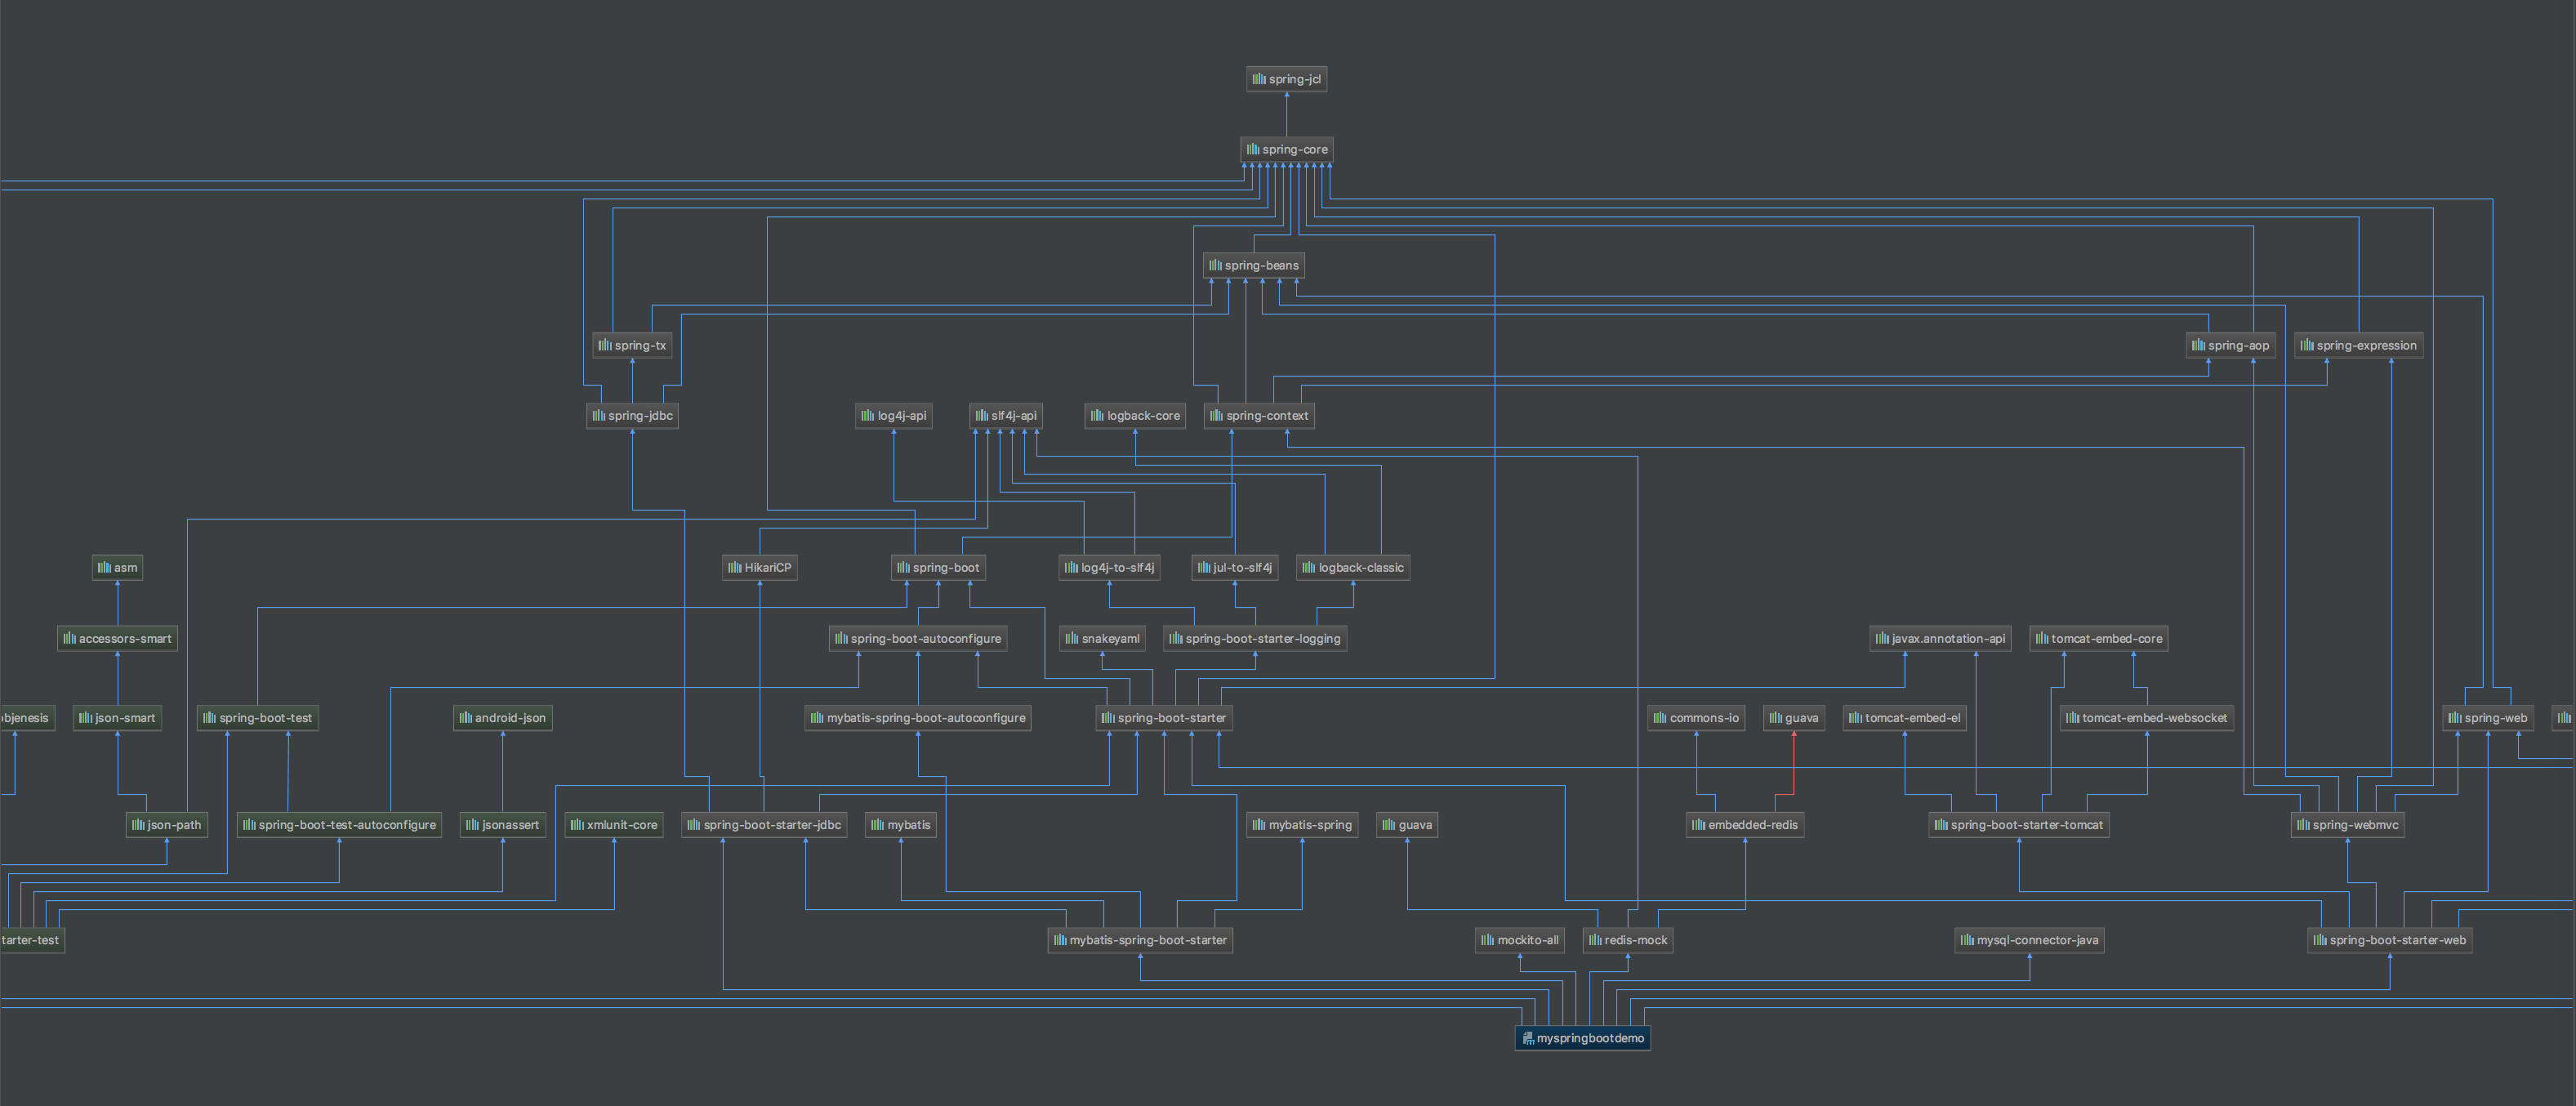 spring-jcl
spring-core
spring-beans
spring-tx
spring-aop
spring-expression
spring-jdbc
log4j-api
slf4j-api
logback-core
spring-context
asm
HikariCP
spring-boot
log4j-to-slf4j
jul-to-slf4j
logback-classic
accessors-smart
spring-boot-autoconfigure
snakeyaml
spring-boot-starter-logging
javax.annotation-api
tomcat-embed-core
bjenesis
json-smart
spring-boot-test
android-json
mybatis-spring-boot-autoconfigure
spring-boot-starter
commons-io
guava
tomcat-embed-el
tomcat-embed-websocket
spring-web
json-path
spring-boot-test-autoconfigure
jsonassert
xmlunit-core
spring-boot-starter-jdbc
mybatis
mybatis-spring
guava
embedded-redis
spring-boot-starter-tomcat
spring-webmvc
tarter-test
mybatis-spring-boot-starter
mockito-all
redis-mock
mysql-connector-java
spring-boot-starter-web
myspringbootdemo